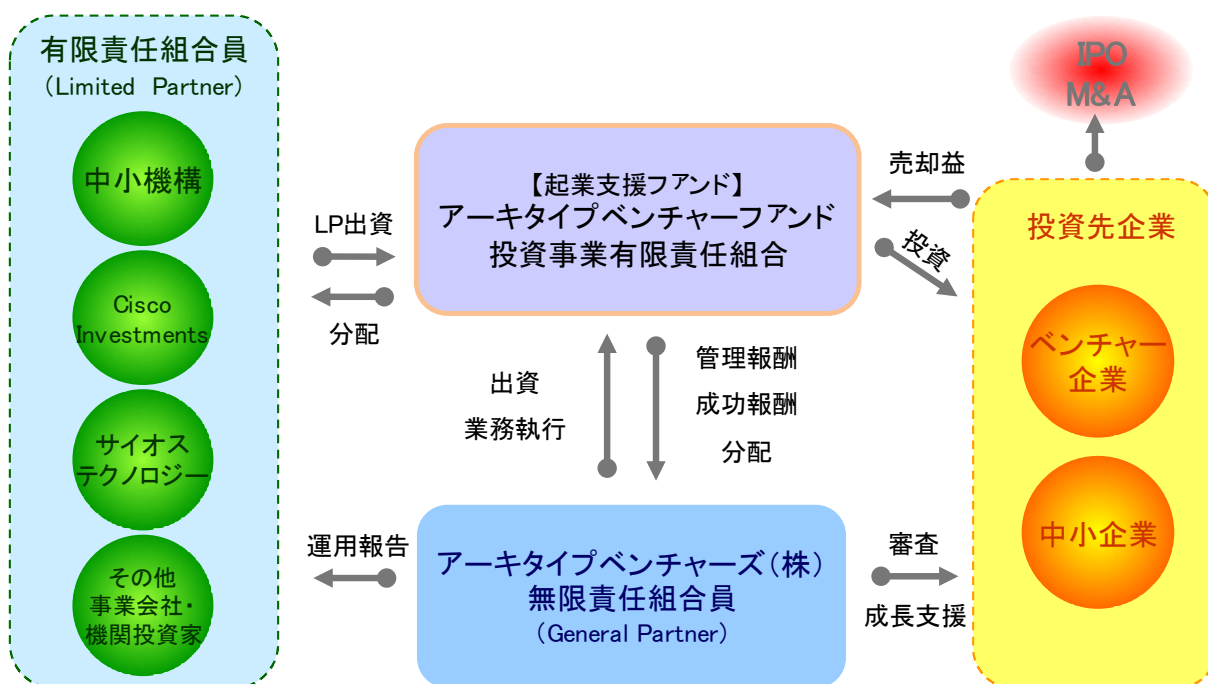 有限責任組合員
（Limited Partner）
中小機構
Cisco
Investments
サイオス
テクノロジー
その他
事業会社・
機関投資家
LP出資
分配
運用報告
【起業支援ファンド】
アーキタイプベンチャーファンド
投資事業有限責任組合
出資
業務執行
管理報酬
成功報酬
分配
アーキタイプベンチャーズ（株）
無限責任組合員
（General Partner）
売却益
投資
審査
成長支援
IPO
M&A
投資先企業
ベンチャー
企業
中小企業